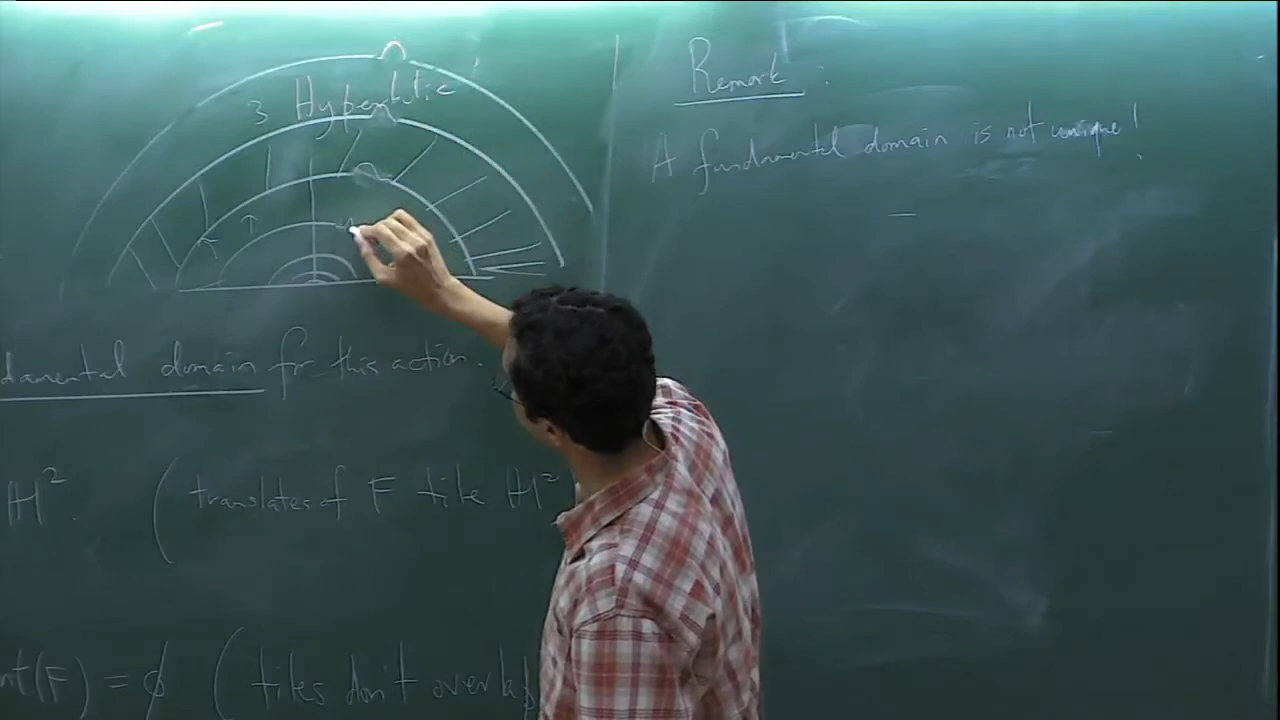 3 Hyperbolic
damental domain for this action.
H² . ( translates of F tile H²
nt(F) = ϕ ( tiles don't overlap
Remark :
A fundamental domain is not unique!